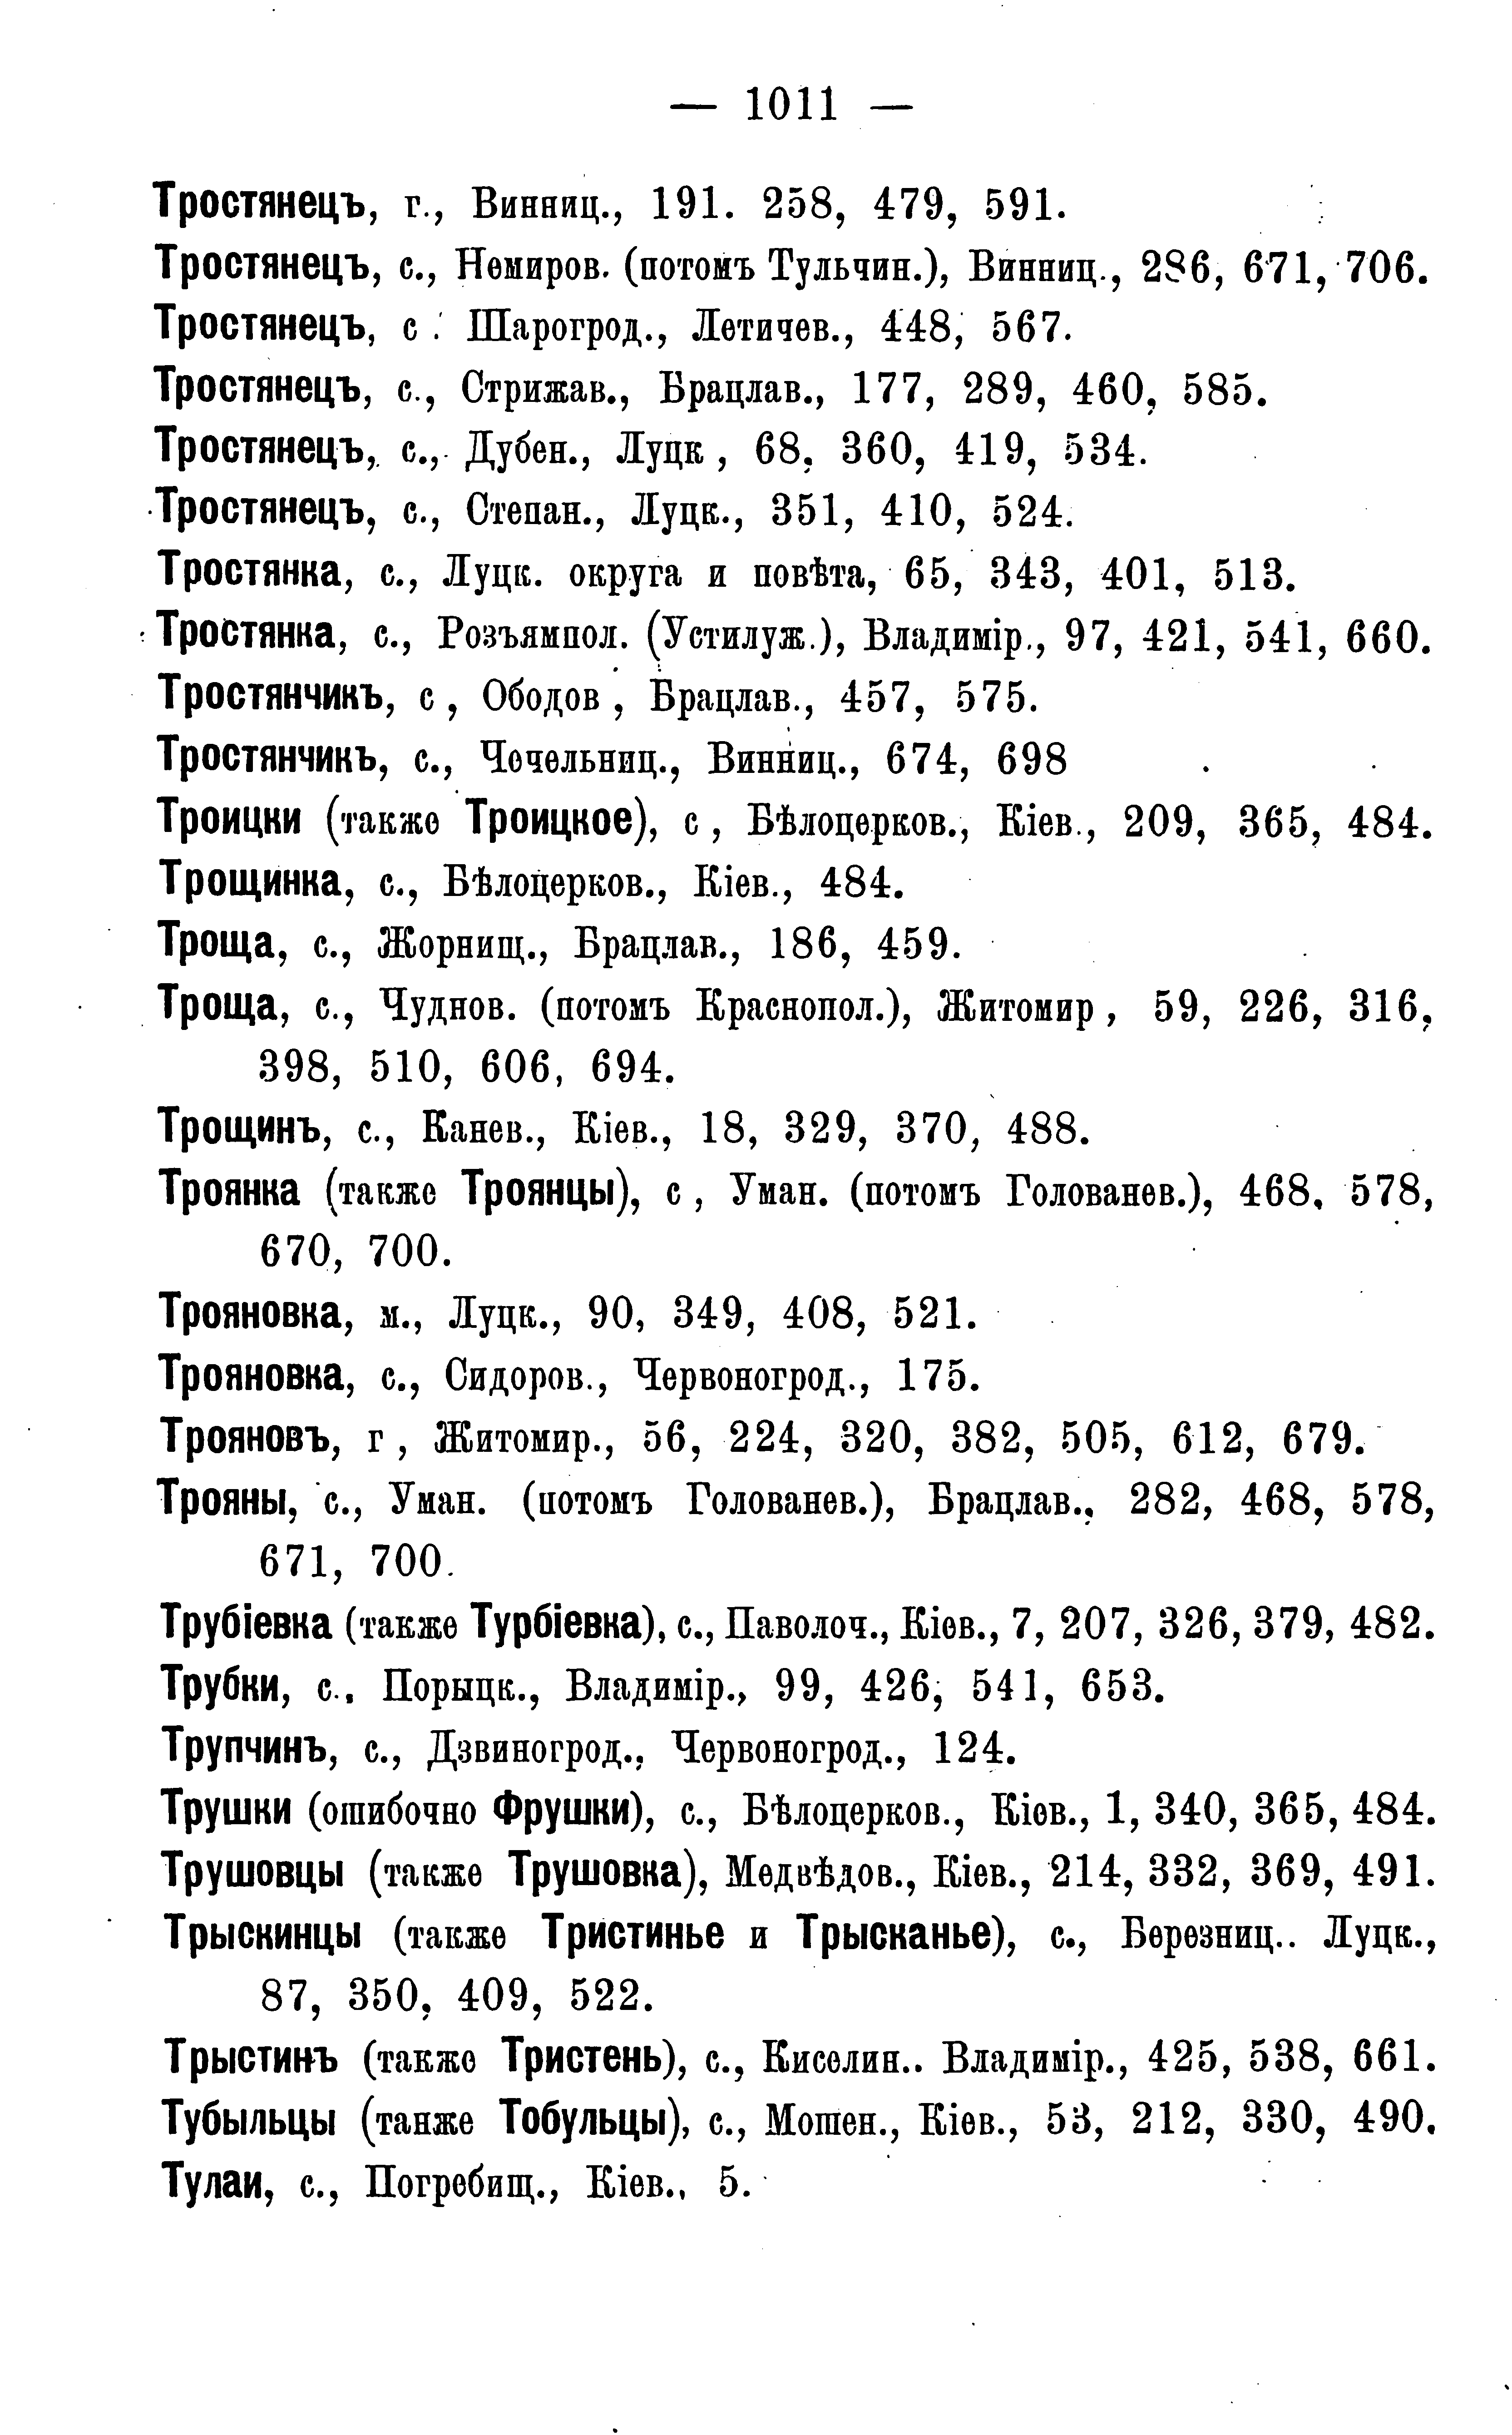 — 1011 —
Тростянецъ, г., Винниц., 191. 258, 479, 591.
Тростянецъ, с., Немиров. (потомъ Тульчин.), Винниц., 286, 671, 706.
Тростянецъ, с. Шарогрод., Летичев., 448, 567.
Тростянецъ, с., Стрижав., Брацлав., 177, 289, 460, 585.
Тростянецъ, с., Дубен., Луцк , 68, 360, 419, 534.
Тростянецъ, с., Степан., Луцк., 351, 410, 524.
Тростянка, с., Луцк. округа и повѣта, 65, 343, 401, 513.
Тростянка, с., Розъямпол. (Устилуж.), Владимір., 97, 421, 541, 660.
Тростянчикъ, с , Ободов , Брацлав., 457, 575.
Тростянчикъ, с., Чечельниц., Винниц., 674, 698
Троицки (также Троицкое), с , Бѣлоцерков., Кіев., 209, 365, 484.
Трощинка, с., Бѣлоцерков., Кіев., 484.
Троща, с., Жорнищ., Брацлав., 186, 459.
Троща, с., Чуднов. (потомъ Краснопол.), Житомир , 59, 226, 316,
398, 510, 606, 694.
Трощинъ, с., Канев., Кіев., 18, 329, 370, 488.
Троянка (также Троянцы), с , Уман. (потомъ Голованев.), 468, 578,
670, 700.
Трояновка, м., Луцк., 90, 349, 408, 521.
Трояновка, с., Сидоров., Червоногрод., 175.
Трояновъ, г , Житомир., 56, 224, 320, 382, 505, 612, 679.
Трояны, с., Уман. (потомъ Голованев.), Брацлав., 282, 468, 578,
671, 700.
Трубіевка (также Турбіевка), с., Паволоч., Кіев., 7, 207, 326, 379, 482.
Трубки, с., Порыцк., Владимір., 99, 426, 541, 653.
Трупчинъ, с., Дзвиногрод., Червоногрод., 124.
Трушки (ошибочно Фрушки), с., Бѣлоцерков., Кіев., 1, 340, 365, 484.
Трушовцы (также Трушовка), Медвѣдов., Кіев., 214, 332, 369, 491.
Трыскинцы (также Тристинье и Трысканье), с., Березниц.. Луцк.,
87, 350, 409, 522.
Трыстинъ (также Тристень), с., Киселин.. Владимір., 425, 538, 661.
Тубыльцы (танже Тобульцы), с., Мошен., Кіев., 53, 212, 330, 490.
Тулаи, с., Погребищ., Кіев., 5.